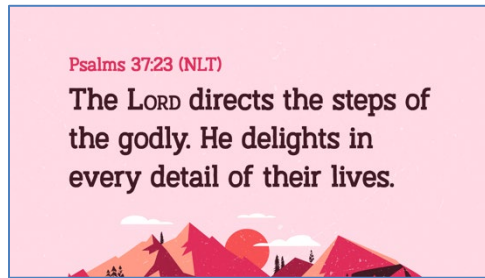 Psalms 37:23 (NLT)
The LORD directs the steps of
the godly. He delights in
every detail of their lives.